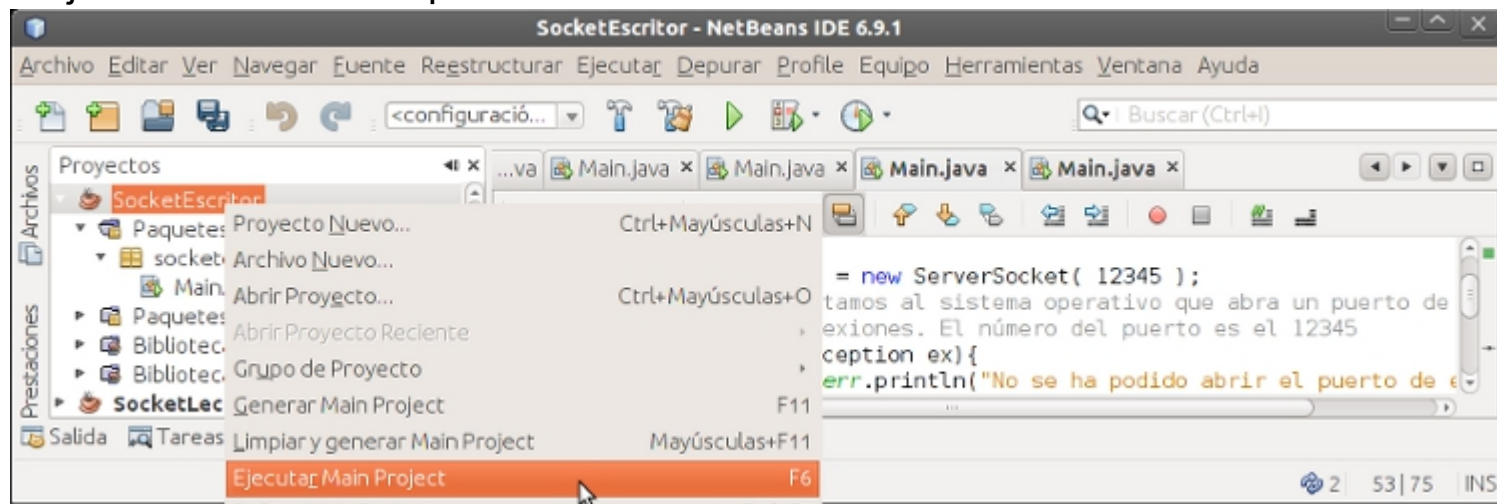 SocketEscritor - NetBeans IDE 6.9.1
Archivo Editar Ver Navegar Fuente Reestructurar Ejecutar Depurar Profile Equipo Herramientas Ventana Ayuda
<configuració... Buscar (Ctrl+I)
Archivos
Prestaciones
Proyectos
...va Main.java Main.java Main.java Main.java
SocketEscritor
Paquetes
socket
Main.
Paquetes
Bibliotec
Bibliotec
SocketLec
Proyecto Nuevo... Ctrl+Mayúsculas+N
Archivo Nuevo...
Abrir Proyecto... Ctrl+Mayúsculas+O
Abrir Proyecto Reciente
Grupo de Proyecto
Generar Main Project F11
Limpiar y generar Main Project Mayúsculas+F11
Ejecutar Main Project F6
= new ServerSocket( 12345 );
tamos al sistema operativo que abra un puerto de
exiones. El número del puerto es el 12345
ception ex){
err.println("No se ha podido abrir el puerto de e
Salida Tareas
2 53|75 INS